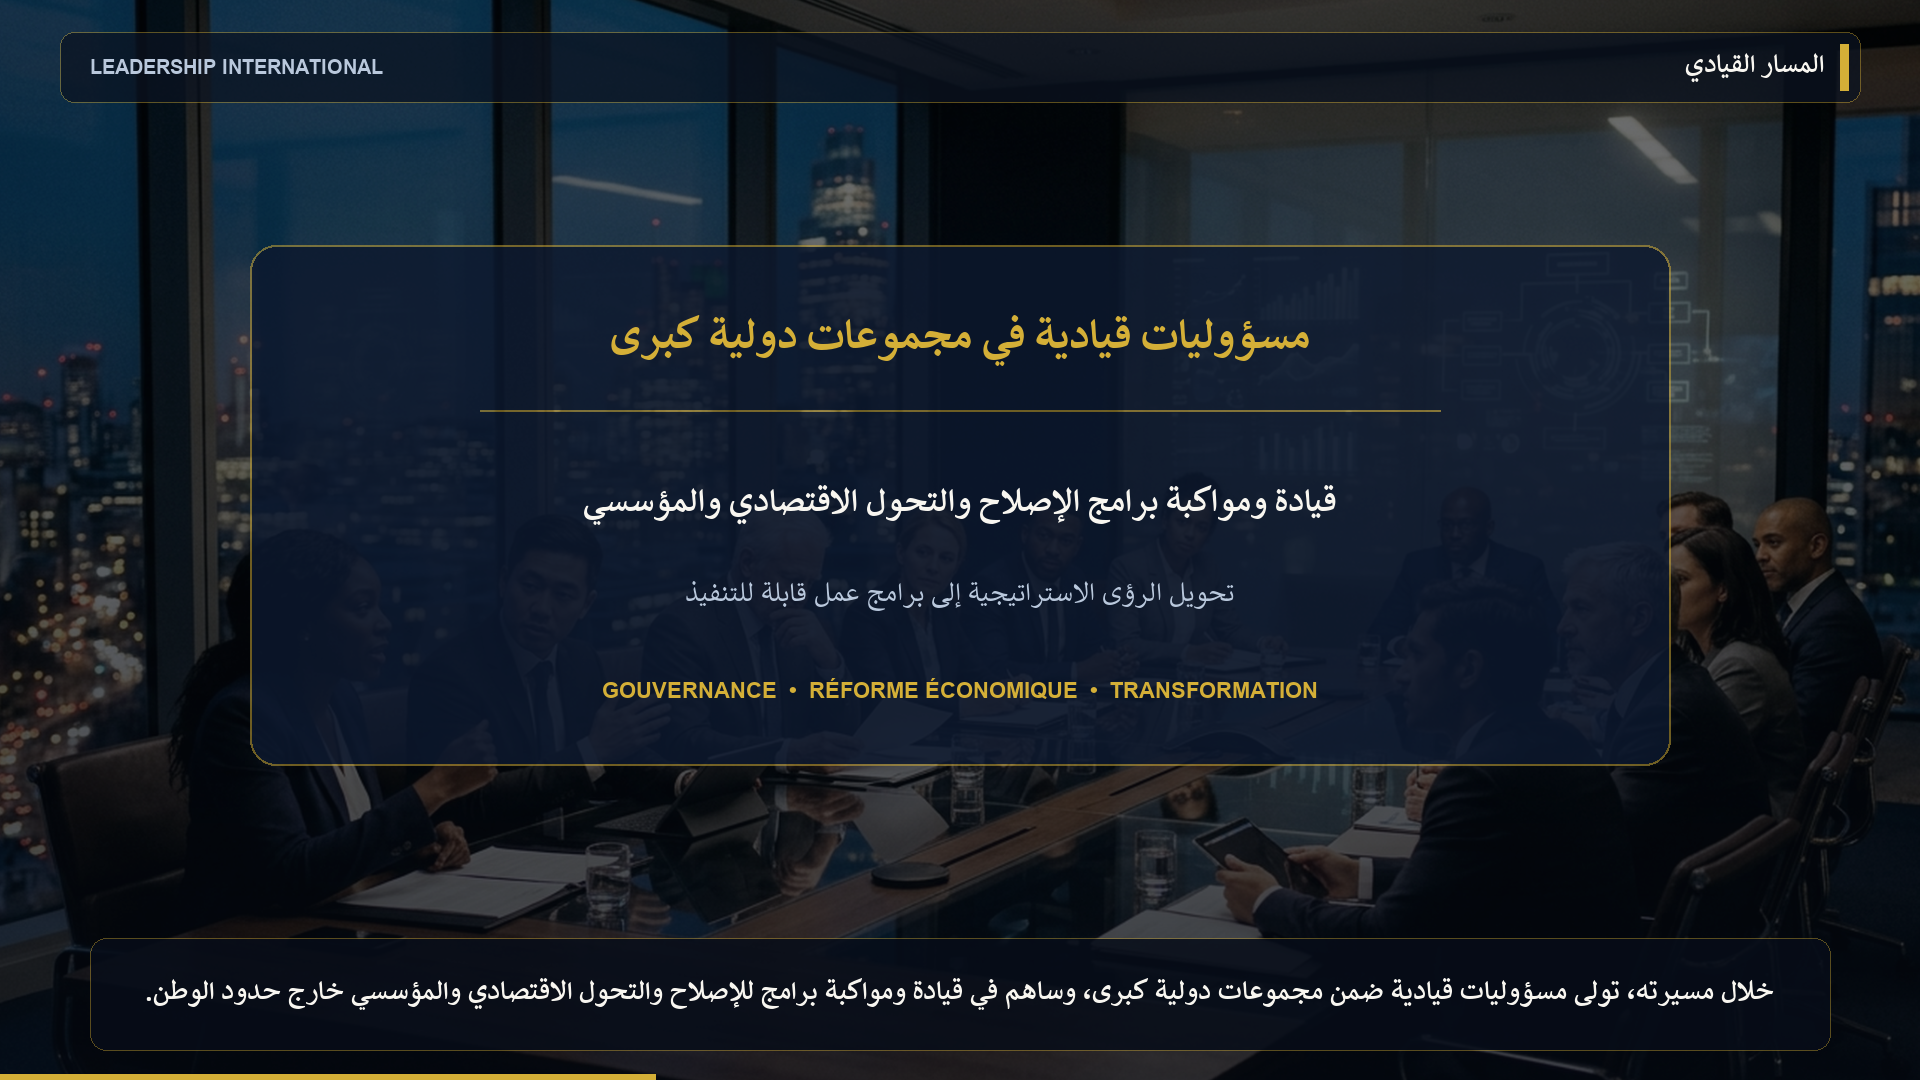 المسار القيادي
LEADERSHIP INTERNATIONAL
مسؤوليات قيادية في مجموعات دولية كبرى
قيادة ومواكبة برامج الإصلاح والتحول الاقتصادي والمؤسسي
تحويل الرؤى الاستراتيجية إلى برامج عمل قابلة للتنفيذ
GOUVERNANCE • RÉFORME ÉCONOMIQUE • TRANSFORMATION
خلال مسيرته، تولى مسؤوليات قيادية ضمن مجموعات دولية كبرى، وساهم في قيادة ومواكبة برامج للإصلاح والتحول الاقتصادي والمؤسسي خارج حدود الوطن.